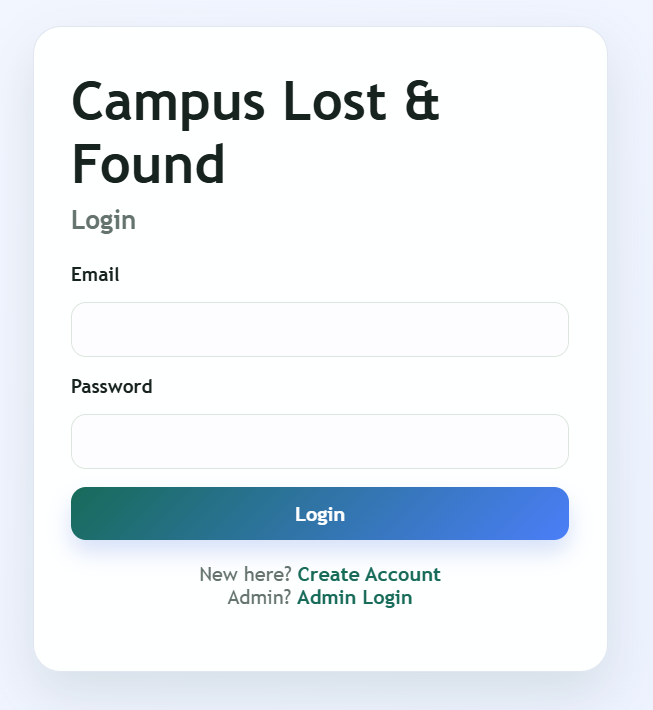 Campus Lost &
Found
Login
Email
Password
Login
New here? Create Account
Admin? Admin Login